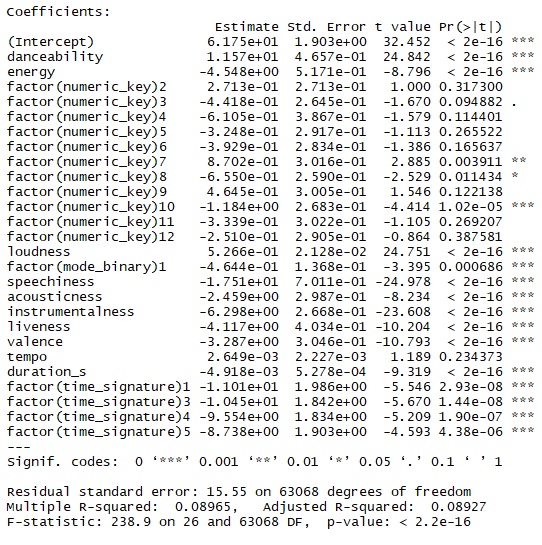 Coefficients:
                           Estimate Std. Error t value Pr(>|t|)
(Intercept)               6.175e+01  1.903e+00  32.452  < 2e-16 ***
danceability              1.157e+01  4.657e-01  24.842  < 2e-16 ***
energy                   -4.548e+00  5.171e-01  -8.796  < 2e-16 ***
factor(numeric_key)2      2.713e-01  2.713e-01   1.000 0.317300
factor(numeric_key)3     -4.418e-01  2.645e-01  -1.670 0.094882 .
factor(numeric_key)4     -6.105e-01  3.867e-01  -1.579 0.114401
factor(numeric_key)5     -3.248e-01  2.917e-01  -1.113 0.265522
factor(numeric_key)6     -3.929e-01  2.834e-01  -1.386 0.165637
factor(numeric_key)7      8.702e-01  3.016e-01   2.885 0.003911 **
factor(numeric_key)8     -6.550e-01  2.590e-01  -2.529 0.011434 *
factor(numeric_key)9      4.645e-01  3.005e-01   1.546 0.122138
factor(numeric_key)10    -1.184e+00  2.683e-01  -4.414 1.02e-05 ***
factor(numeric_key)11    -3.339e-01  3.022e-01  -1.105 0.269207
factor(numeric_key)12    -2.510e-01  2.905e-01  -0.864 0.387581
loudness                  5.266e-01  2.128e-02  24.751  < 2e-16 ***
factor(mode_binary)1     -4.644e-01  1.368e-01  -3.395 0.000686 ***
speechiness              -1.751e+01  7.011e-01 -24.978  < 2e-16 ***
acousticness             -2.459e+00  2.987e-01  -8.234  < 2e-16 ***
instrumentalness         -6.298e+00  2.668e-01 -23.608  < 2e-16 ***
liveness                 -4.117e+00  4.034e-01 -10.204  < 2e-16 ***
valence                  -3.287e+00  3.046e-01 -10.793  < 2e-16 ***
tempo                     2.649e-03  2.227e-03   1.189 0.234373
duration_s               -4.918e-03  5.278e-04  -9.319  < 2e-16 ***
factor(time_signature)1  -1.101e+01  1.986e+00  -5.546 2.93e-08 ***
factor(time_signature)3  -1.045e+01  1.842e+00  -5.670 1.44e-08 ***
factor(time_signature)4  -9.554e+00  1.834e+00  -5.209 1.90e-07 ***
factor(time_signature)5  -8.738e+00  1.903e+00  -4.593 4.38e-06 ***
---
Signif. codes:  0 ‘***’ 0.001 ‘**’ 0.01 ‘*’ 0.05 ‘.’ 0.1 ‘ ’ 1

Residual standard error: 15.55 on 63068 degrees of freedom
Multiple R-squared:  0.08965,	Adjusted R-squared:  0.08927
F-statistic: 238.9 on 26 and 63068 DF,  p-value: < 2.2e-16